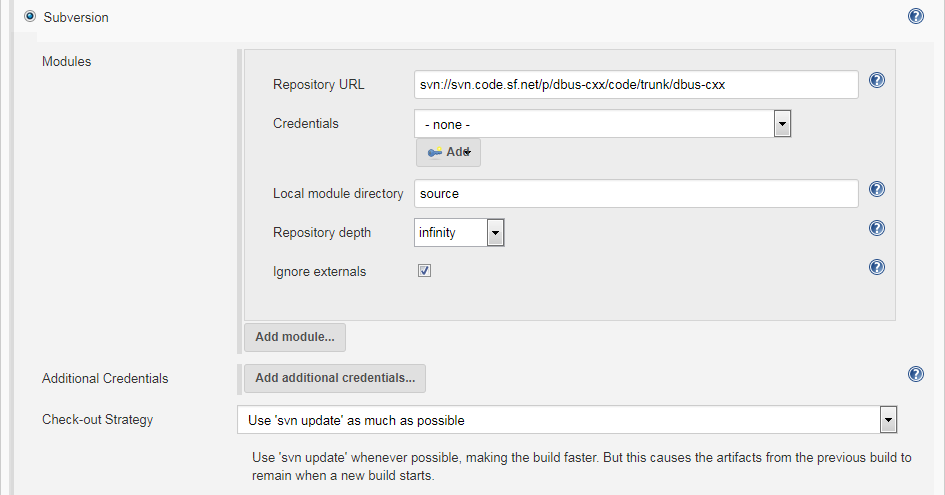 Subversion
Modules
Repository URL svn://svn.code.sf.net/p/dbus-cxx/code/trunk/dbus-cxx
Credentials - none -
Add
Local module directory source
Repository depth infinity
Ignore externals
Add module...
Additional Credentials Add additional credentials...
Check-out Strategy Use 'svn update' as much as possible
Use 'svn update' whenever possible, making the build faster. But this causes the artifacts from the previous build to
remain when a new build starts.